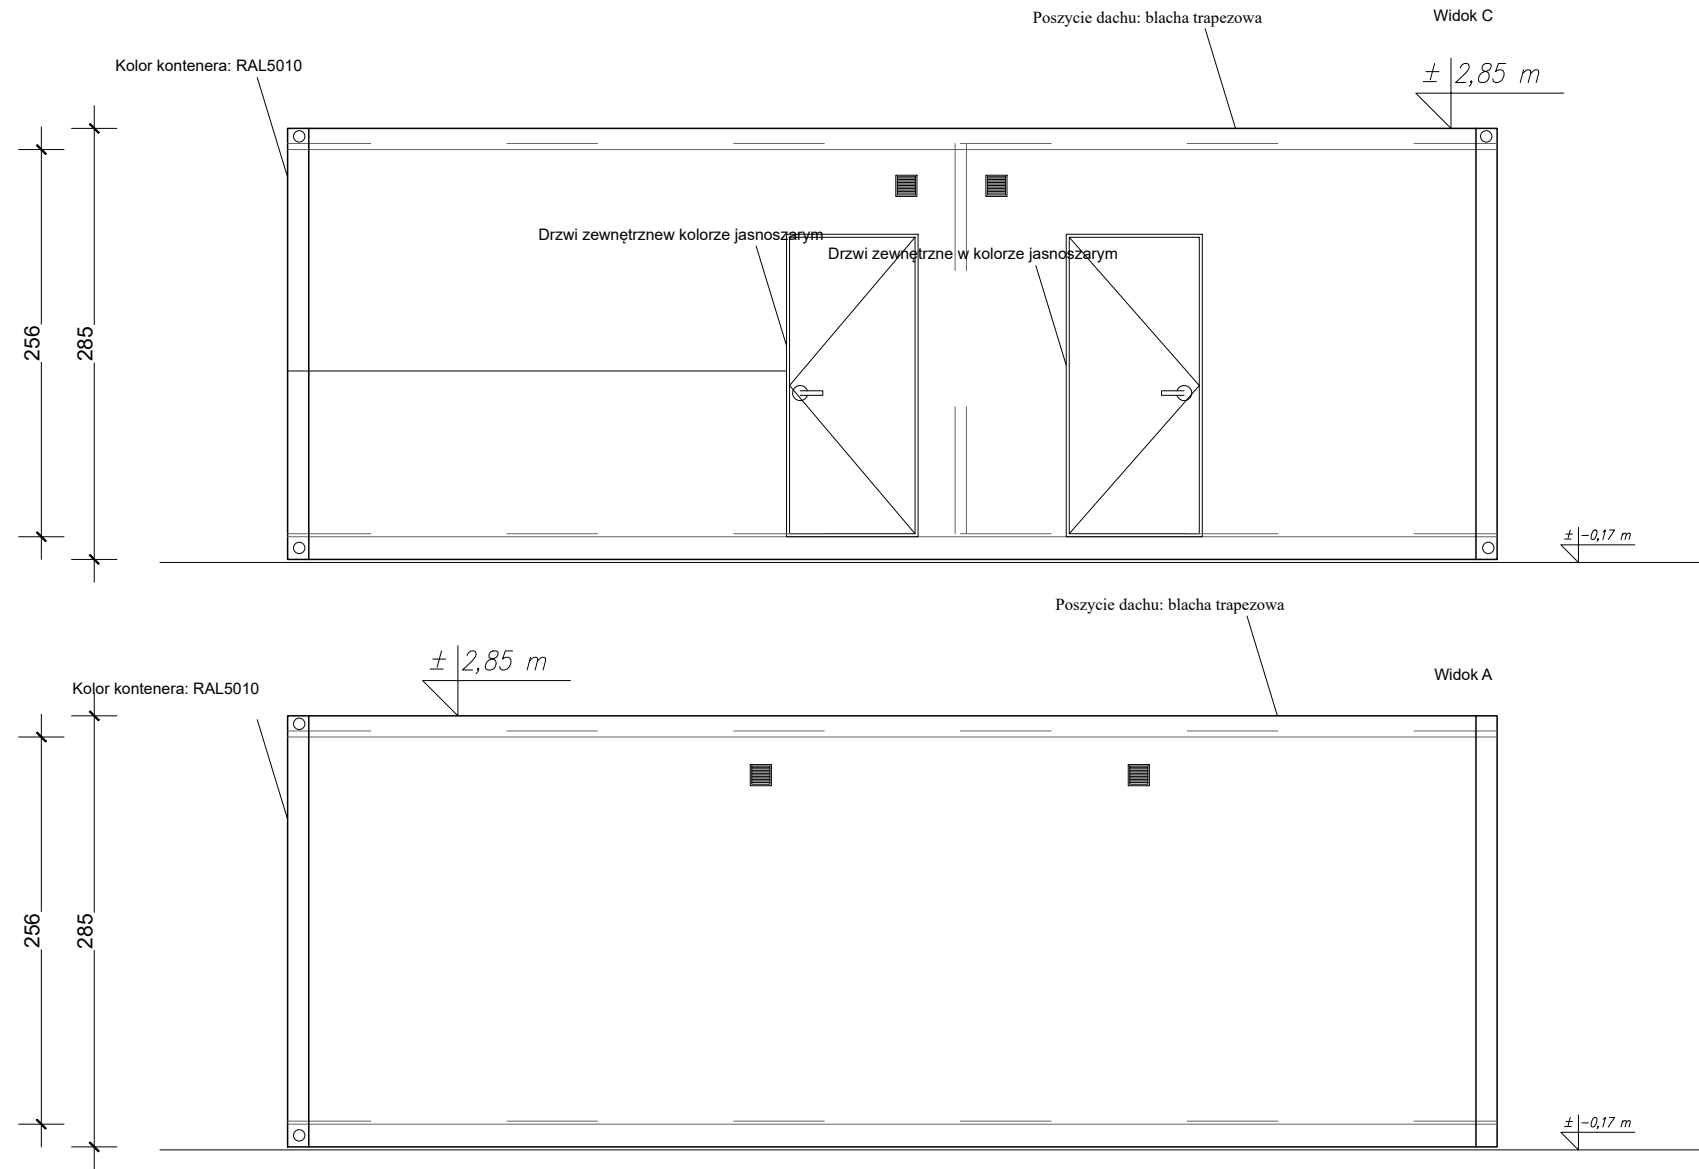 Poszycie dachu: blacha trapezowa
Widok C
Kolor kontenera: RAL5010
± 2,85 m
Drzwi zewnętrznew kolorze jasnoszarym
Drzwi zewnętrzne w kolorze jasnoszarym
256
285
± -0,17 m
Poszycie dachu: blacha trapezowa
± 2,85 m
Widok A
Kolor kontenera: RAL5010
256
285
± -0,17 m